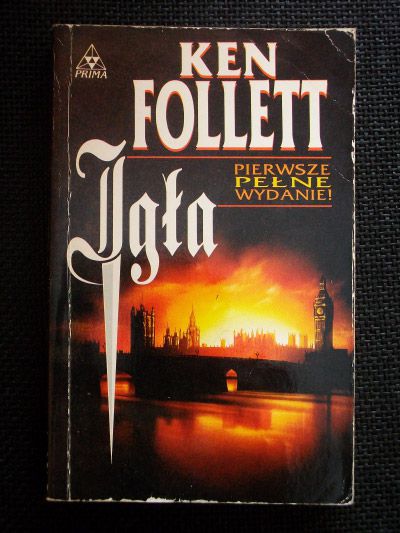 PRIMA
KEN
FOLLETT
PIERWSZE
PEŁNE
WYDANIE!
Igła